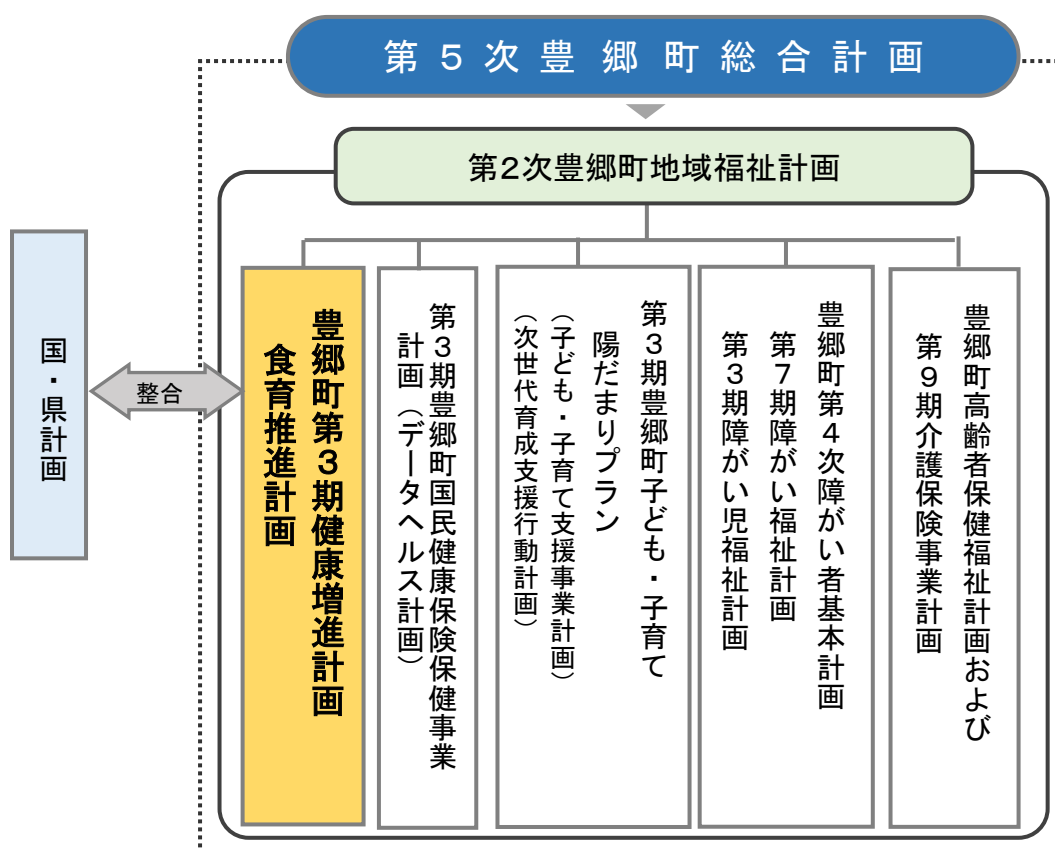 第５次豊郷町総合計画
第2次豊郷町地域福祉計画
国・県計画
整合
豊郷町第３期健康増進計画
食育推進計画
第３期豊郷町国民健康保険保健事業
計画（データヘルス計画）
第３期豊郷町子ども・子育て
陽だまりプラン
（子ども・子育て支援事業計画）
（次世代育成支援行動計画）
豊郷町第４次障がい者基本計画
第７期障がい福祉計画
第３期障がい児福祉計画
豊郷町高齢者保健福祉計画および
第９期介護保険事業計画